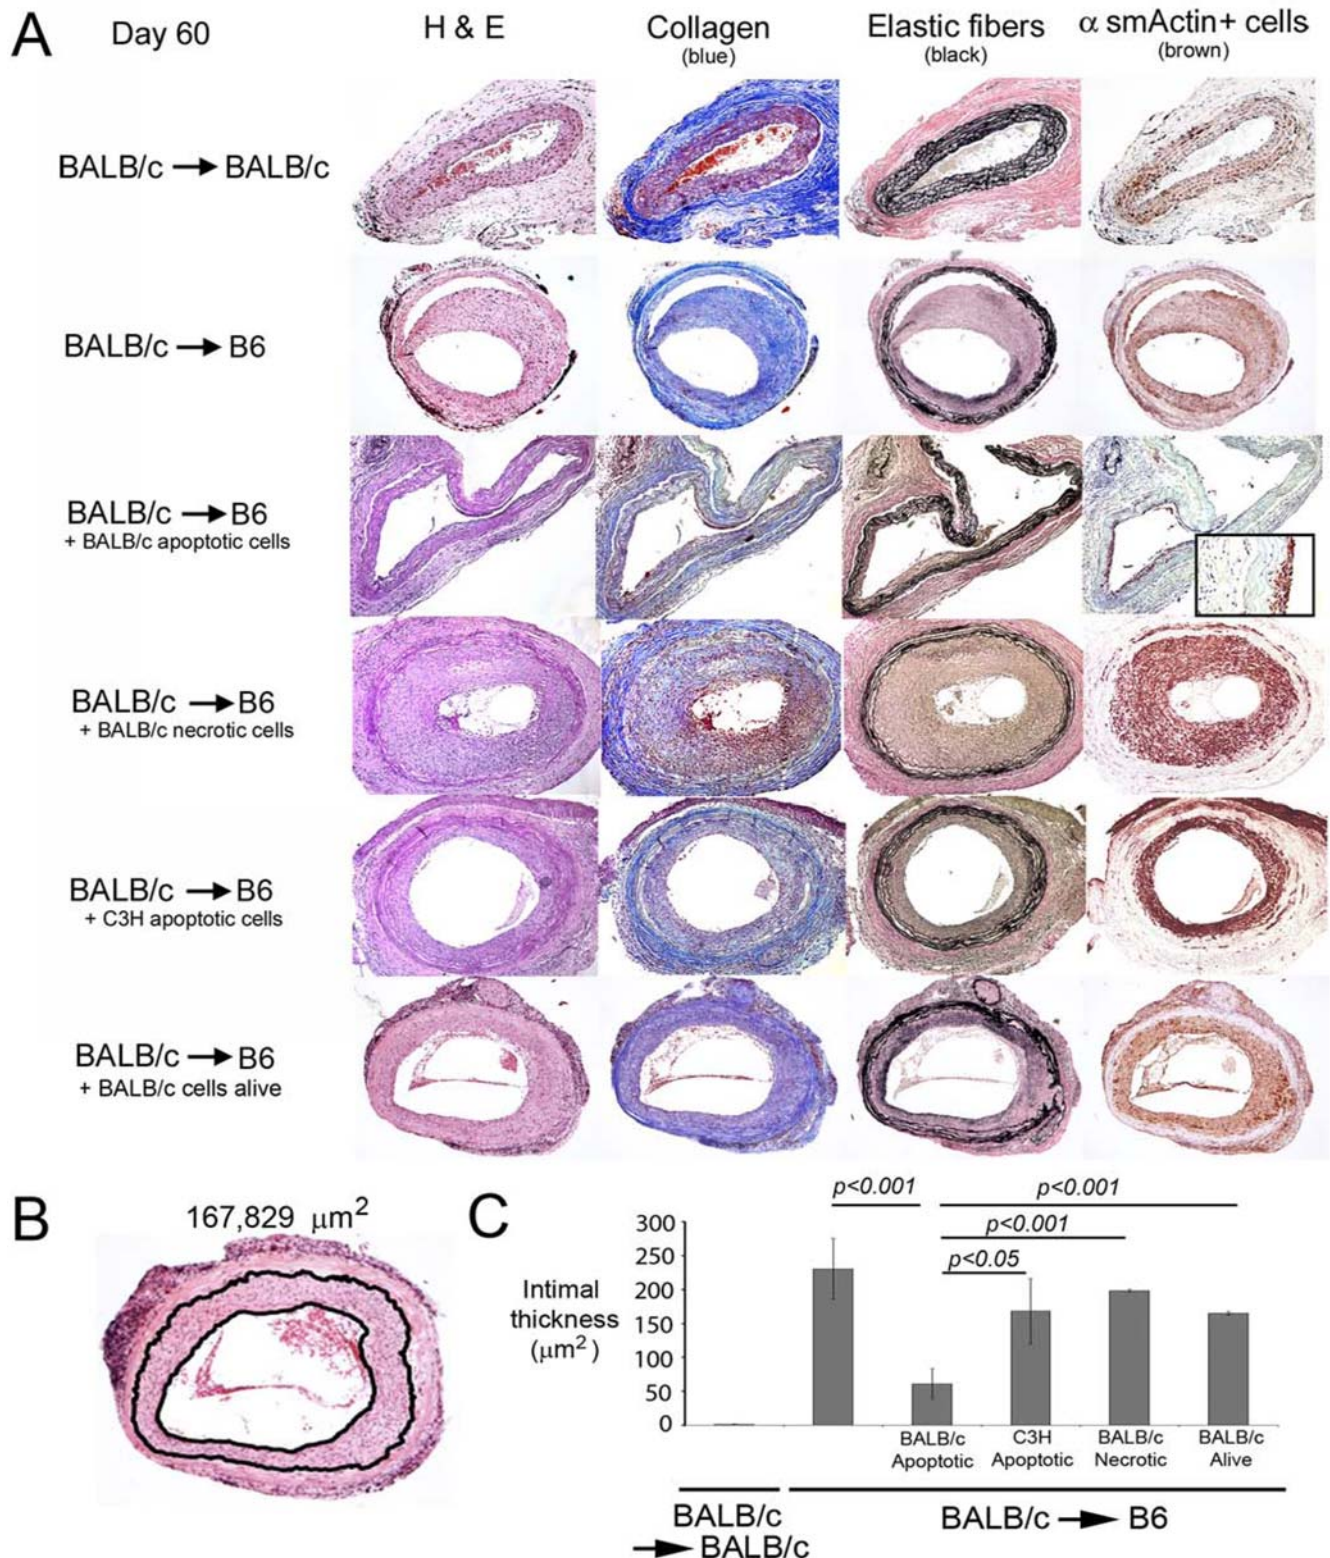 A
Day 60
H & E
Collagen
(blue)
Elastic fibers
(black)
α smActin+ cells
(brown)
BALB/c → BALB/c
BALB/c → B6
BALB/c → B6
+ BALB/c apoptotic cells
BALB/c → B6
+ BALB/c necrotic cells
BALB/c → B6
+ C3H apoptotic cells
BALB/c → B6
+ BALB/c cells alive
B
167,829 μm²
C
p<0.001
p<0.001
p<0.001
p<0.05
Intimal
thickness
(μm²)
300
250
200
150
100
50
0
BALB/c
Apoptotic
C3H
Apoptotic
BALB/c
Necrotic
BALB/c
Alive
BALB/c
→ BALB/c
BALB/c → B6